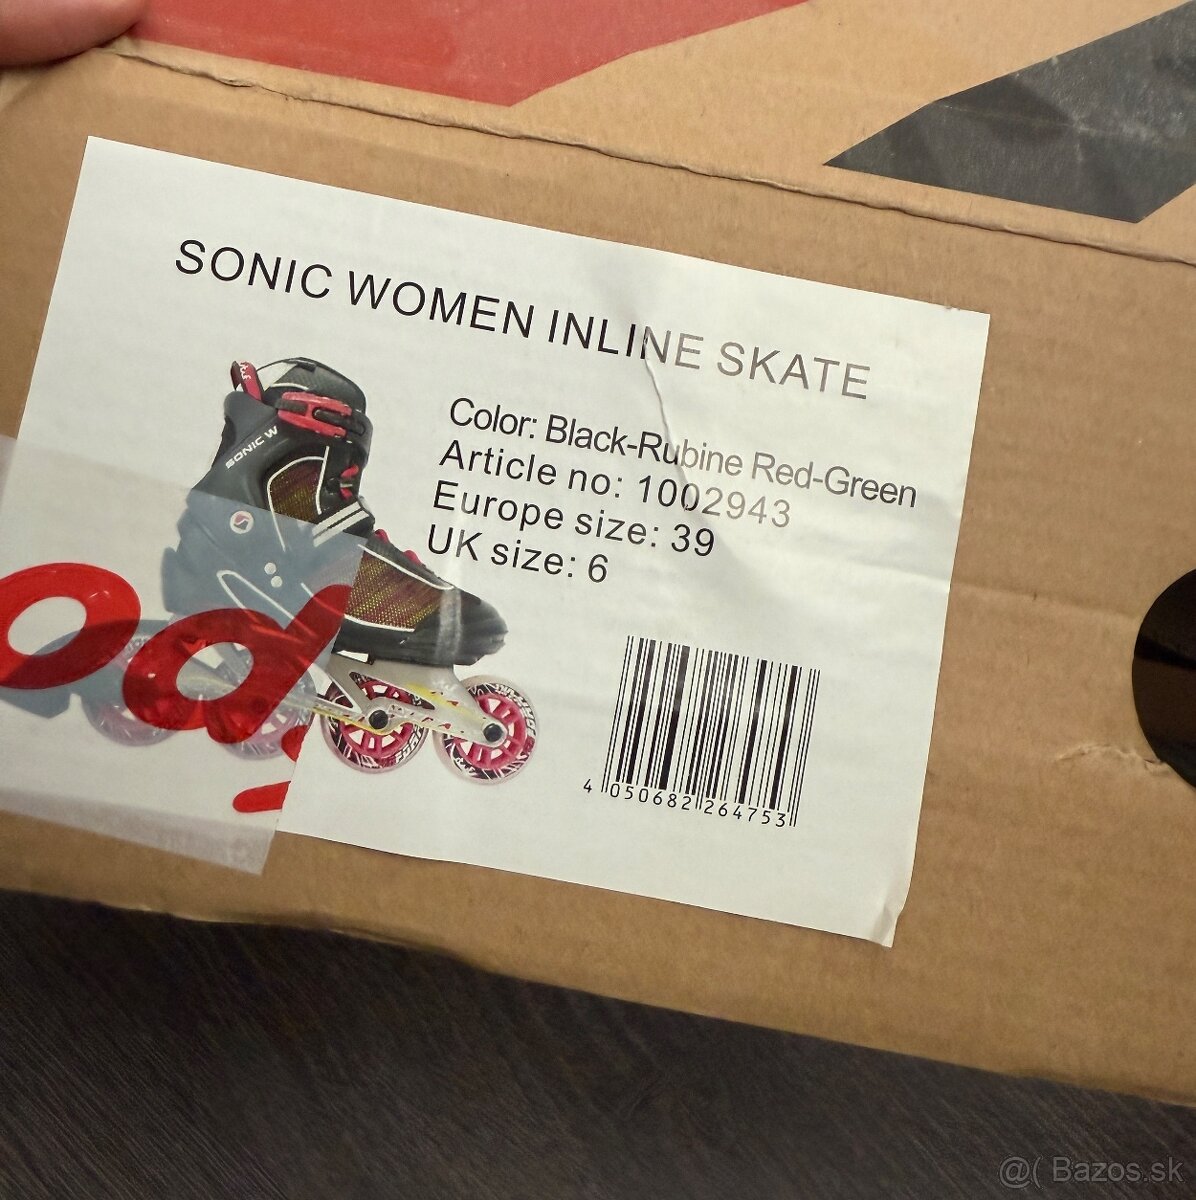 SONIC WOMEN INLINE SKATE
Color: Black-Rubine Red-Green
Article no: 1002943
Europe size: 39
UK size: 6
SONIC W
od
4 050682 264753
@( Bazos.sk